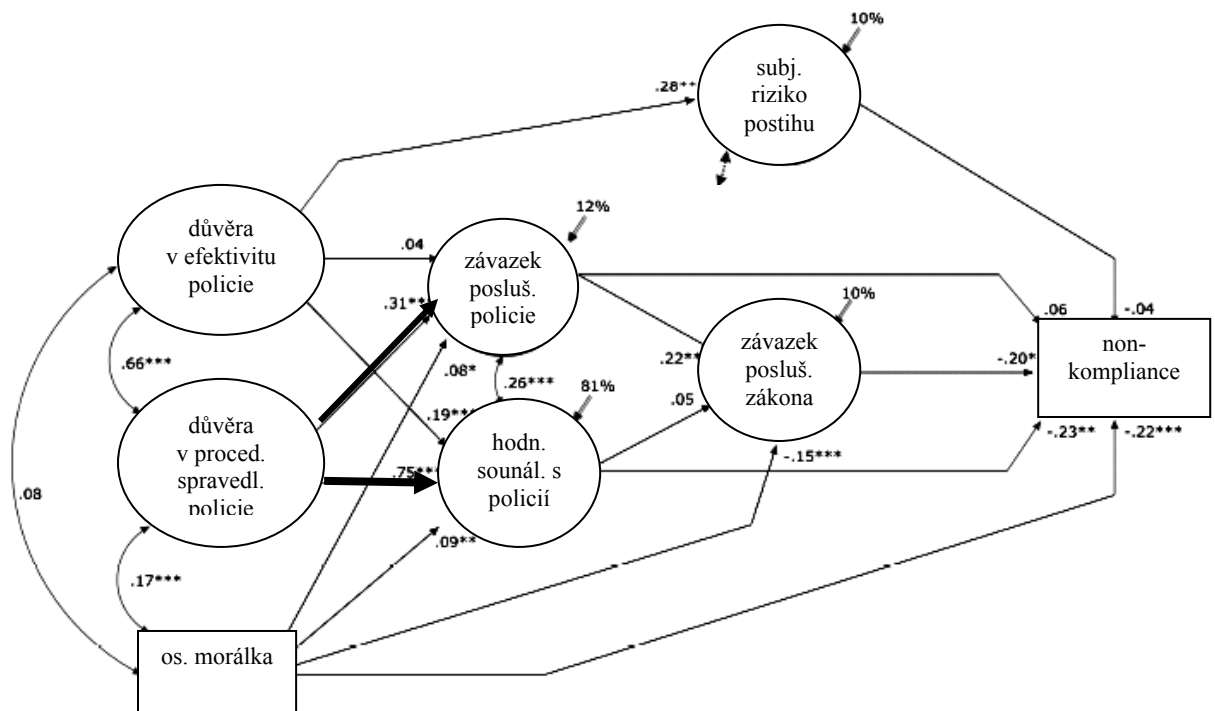 10%
subj.
riziko
postihu
.28**
důvěra
v efektivitu
policie
12%
.04
závazek
posluš.
policie
.31**
10%
závazek
posluš.
zákona
.06
-.04
non-
kompliance
.66***
.08*
.26***
.22**
-.20*
81%
.05
.19***
důvěra
v proced.
spravedl.
policie
.75***
hodn.
sounál. s
policií
-.23**
-.22***
-.15***
.08
.09**
.17***
os. morálka